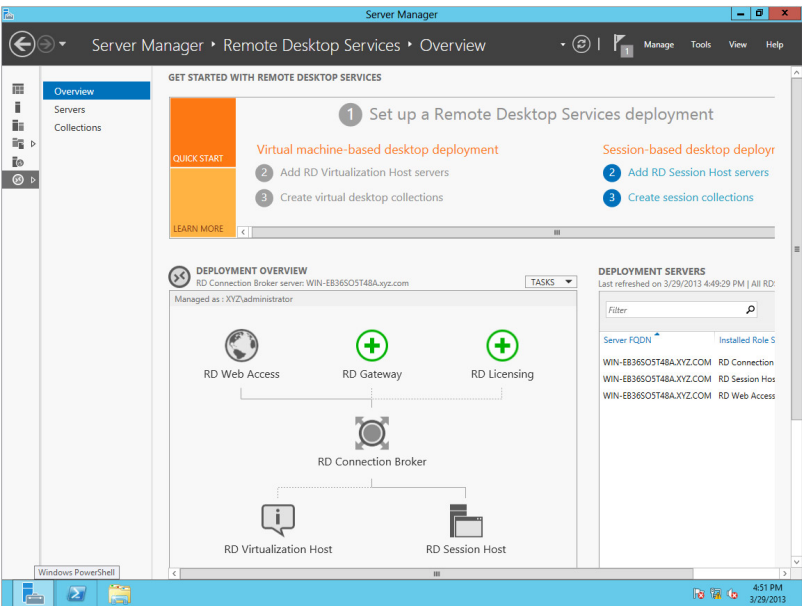 Server Manager
Server Manager ‣ Remote Desktop Services ‣ Overview
1
Manage Tools View Help
Overview
Servers
Collections
GET STARTED WITH REMOTE DESKTOP SERVICES
QUICK START
LEARN MORE
1 Set up a Remote Desktop Services deployment
Virtual machine-based desktop deployment
2 Add RD Virtualization Host servers
3 Create virtual desktop collections
Session-based desktop deployr
2 Add RD Session Host servers
3 Create session collections
DEPLOYMENT OVERVIEW
RD Connection Broker server: WIN-EB36SO5T48A.xyz.com
TASKS
Managed as : XYZ\administrator
RD Web Access
RD Gateway
RD Licensing
RD Connection Broker
RD Virtualization Host
RD Session Host
DEPLOYMENT SERVERS
Last refreshed on 3/29/2013 4:49:29 PM | All RD
Filter
Server FQDN Installed Role S
WIN-EB36SO5T48A.XYZ.COM RD Connection
WIN-EB36SO5T48A.XYZ.COM RD Session Hos
WIN-EB36SO5T48A.XYZ.COM RD Web Access
Windows PowerShell
4:51 PM
3/29/2013